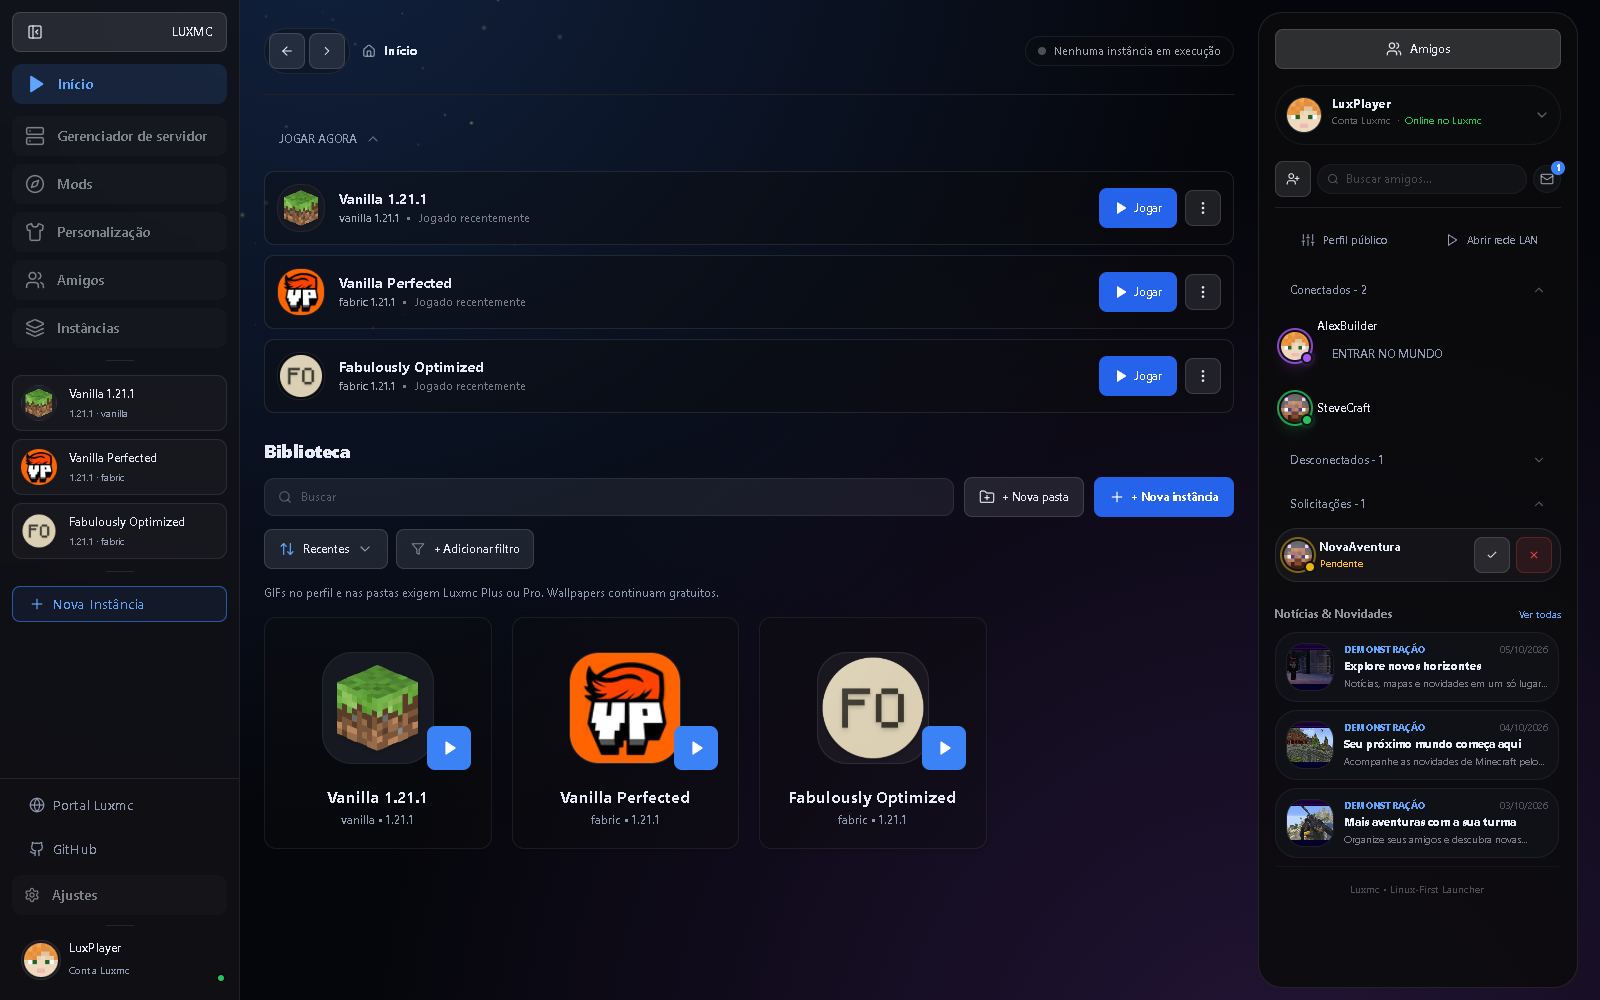 LUXMC
Início
Gerenciador de servidor
Mods
Personalização
Amigos
Instâncias
Vanilla 1.21.1
1.21.1 · vanilla
Vanilla Perfected
1.21.1 · fabric
Fabulously Optimized
1.21.1 · fabric
Nova Instância
Portal Luxmc
GitHub
Ajustes
LuxPlayer
Conta Luxmc
Início
Nenhuma instância em execução
JOGAR AGORA
Vanilla 1.21.1
vanilla 1.21.1 • Jogado recentemente
Jogar
VP
Vanilla Perfected
fabric 1.21.1 • Jogado recentemente
Jogar
FO
Fabulously Optimized
fabric 1.21.1 • Jogado recentemente
Jogar
Biblioteca
Buscar
+ Nova pasta
+ Nova instância
Recentes
+ Adicionar filtro
GIFs no perfil e nas pastas exigem Luxmc Plus ou Pro. Wallpapers continuam gratuitos.
Vanilla 1.21.1
vanilla • 1.21.1
VP
Vanilla Perfected
fabric • 1.21.1
FO
Fabulously Optimized
fabric • 1.21.1
Amigos
LuxPlayer
Conta Luxmc · Online no Luxmc
Buscar amigos...
1
Perfil público
Abrir rede LAN
Conectados - 2
AlexBuilder
ENTRAR NO MUNDO
SteveCraft
Desconectados - 1
Solicitações - 1
NovaAventura
Pendente
Notícias & Novidades
Ver todas
DEMONSTRAÇÃO 05/10/2026
Explore novos horizontes
Notícias, mapas e novidades em um só lugar...
DEMONSTRAÇÃO 04/10/2026
Seu próximo mundo começa aqui
Acompanhe as novidades de Minecraft pelo...
DEMONSTRAÇÃO 03/10/2026
Mais aventuras com a sua turma
Organize seus amigos e descubra novas...
Luxmc • Linux-First Launcher